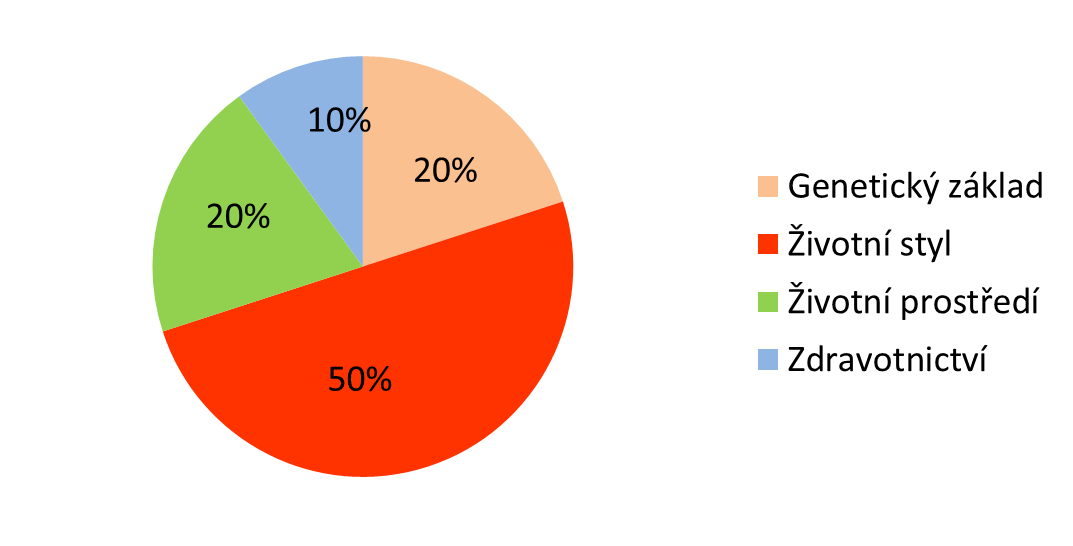 10%
20%
20%
50%
Genetický základ
Životní styl
Životní prostředí
Zdravotnictví